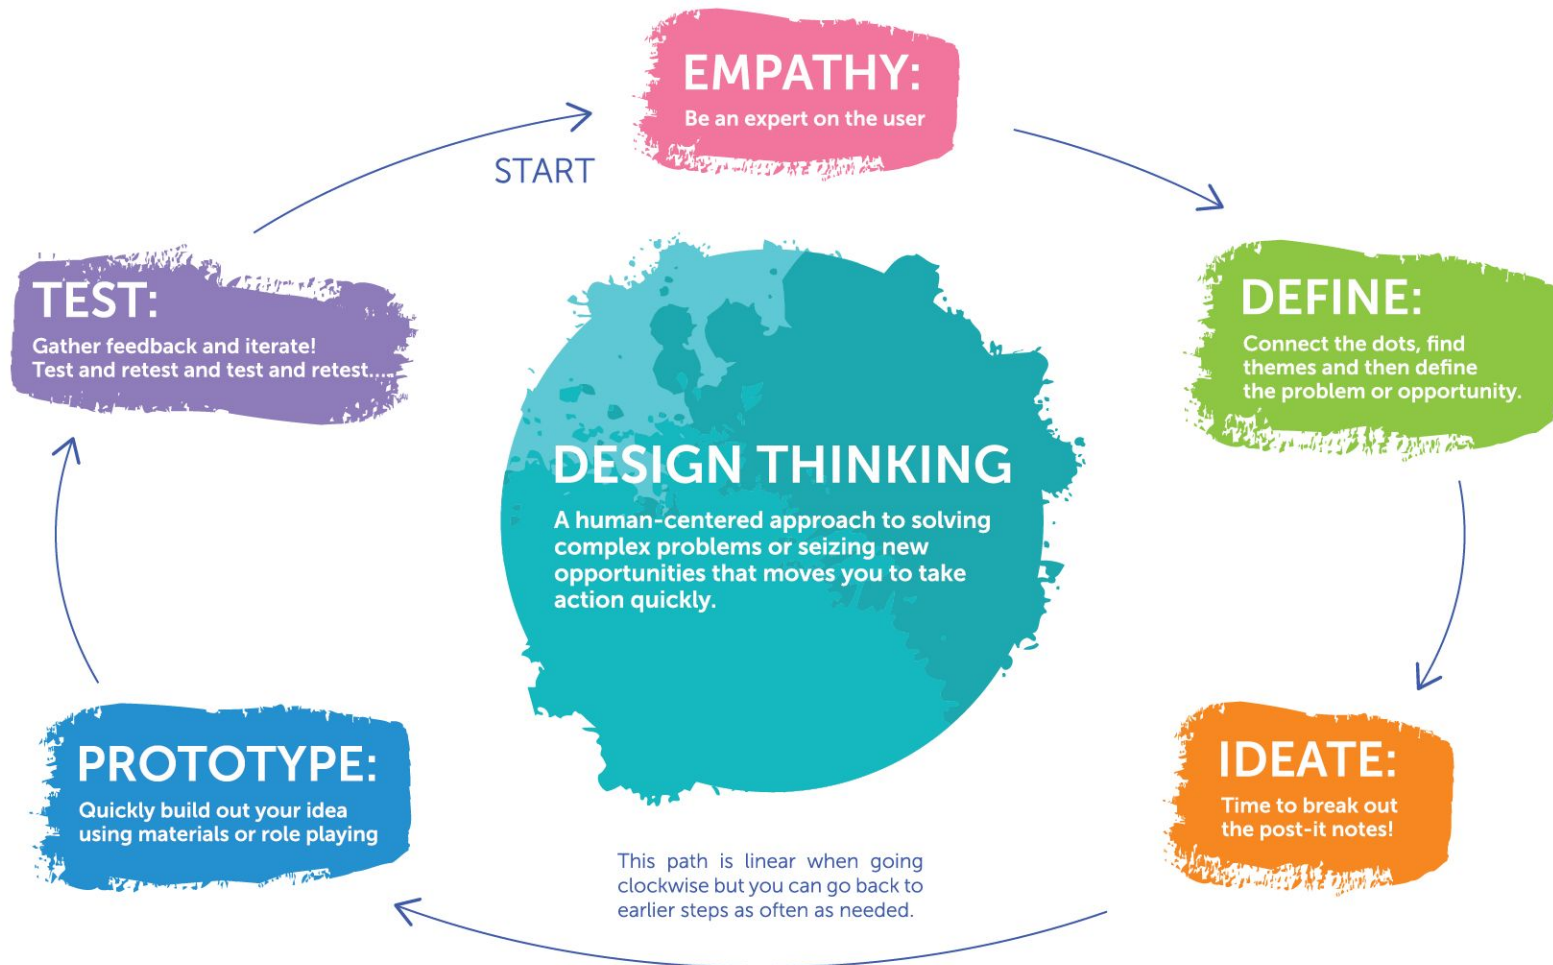 EMPATHY:
Be an expert on the user
START
DEFINE:
Connect the dots, find
themes and then define
the problem or opportunity.
IDEATE:
Time to break out
the post-it notes!
PROTOTYPE:
Quickly build out your idea
using materials or role playing
TEST:
Gather feedback and iterate!
Test and retest and test and retest....
DESIGN THINKING
A human-centered approach to solving
complex problems or seizing new
opportunities that moves you to take
action quickly.
This path is linear when going
clockwise but you can go back to
earlier steps as often as needed.